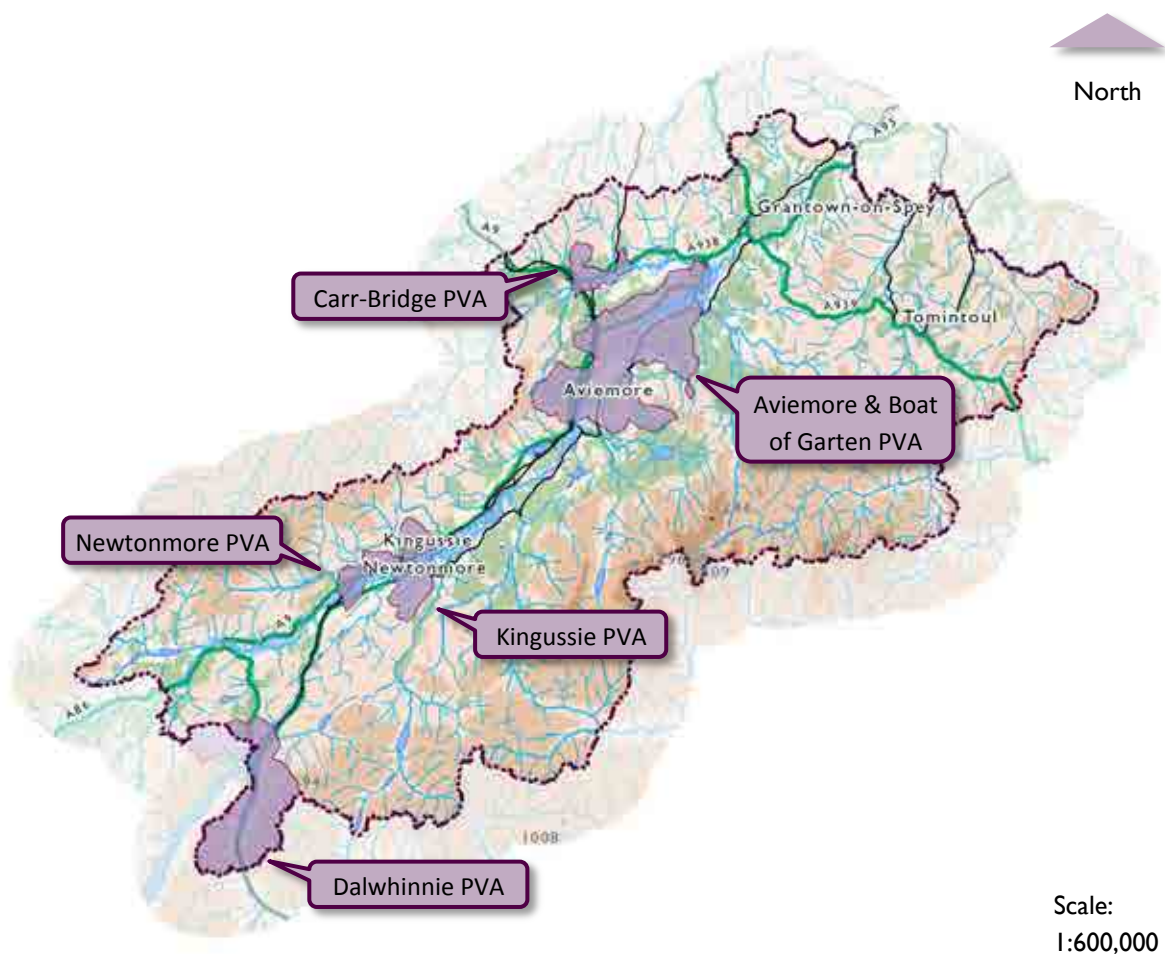 North
A95
Grantown-on-Spey
A9
A938
Carr-Bridge PVA
A939
Tomintoul
Aviemore
Aviemore & Boat
of Garten PVA
Newtonmore PVA
Kingussie
Newtonmore
Kingussie PVA
A9
A86
1008
Dalwhinnie PVA
Scale:
1:600,000